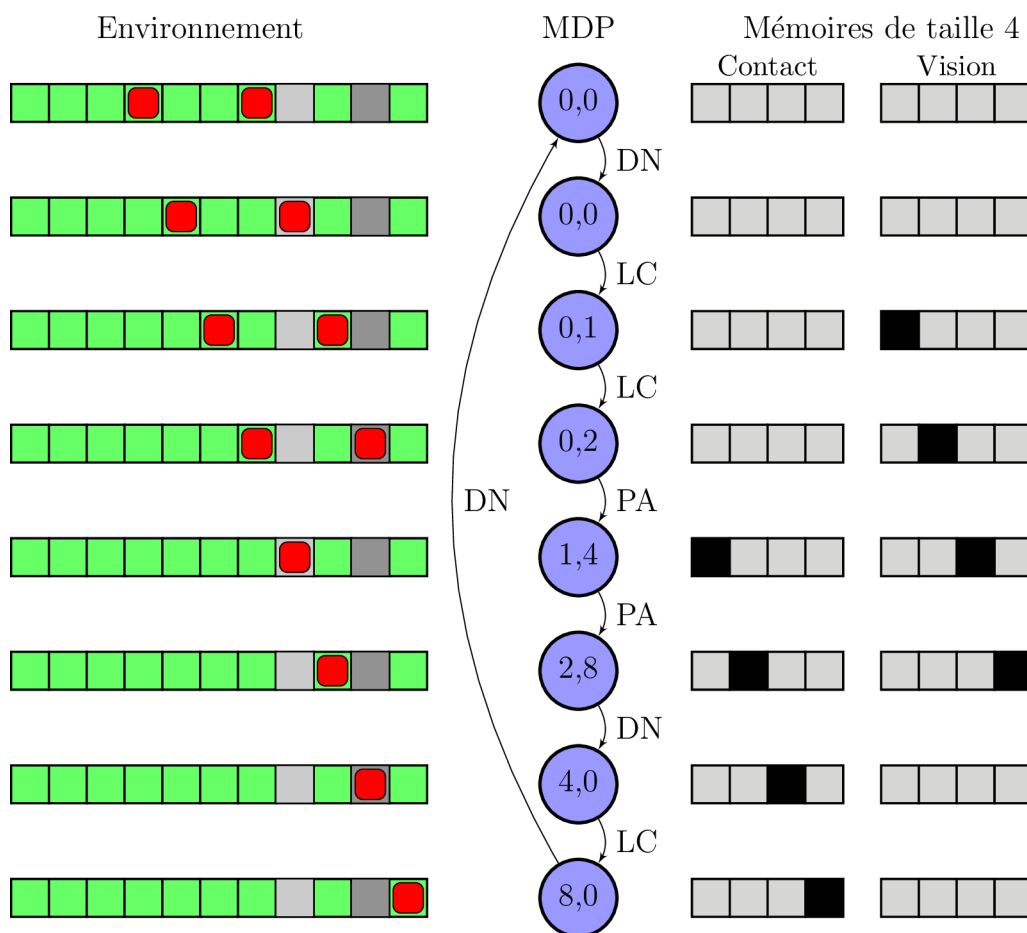 Environnement MDP Mémoires de taille 4
Contact Vision
0,0
DN
0,0
LC
0,1
LC
0,2
DN PA
1,4
PA
2,8
DN
4,0
LC
8,0